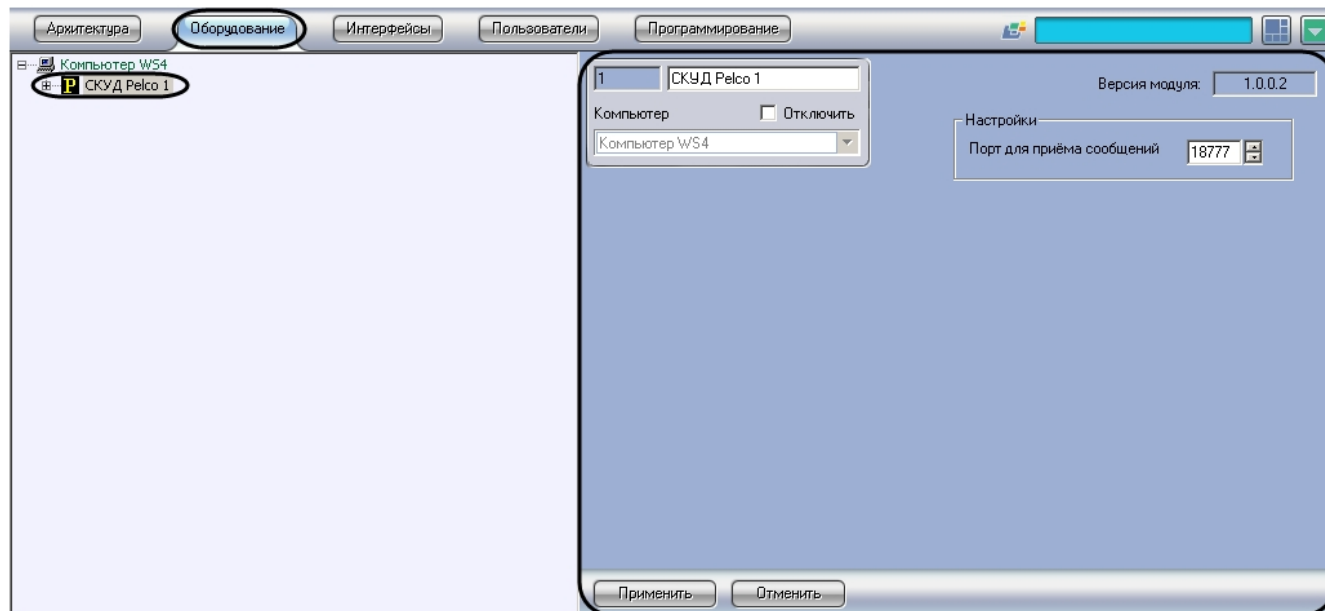 Архитектура Оборудование Интерфейсы Пользователи Программирование
Компьютер WS4
P СКУД Pelco 1
1 СКУД Pelco 1
Версия модуля: 1.0.0.2
Компьютер Отключить
Компьютер WS4
Настройки
Порт для приёма сообщений 18777
Применить Отменить